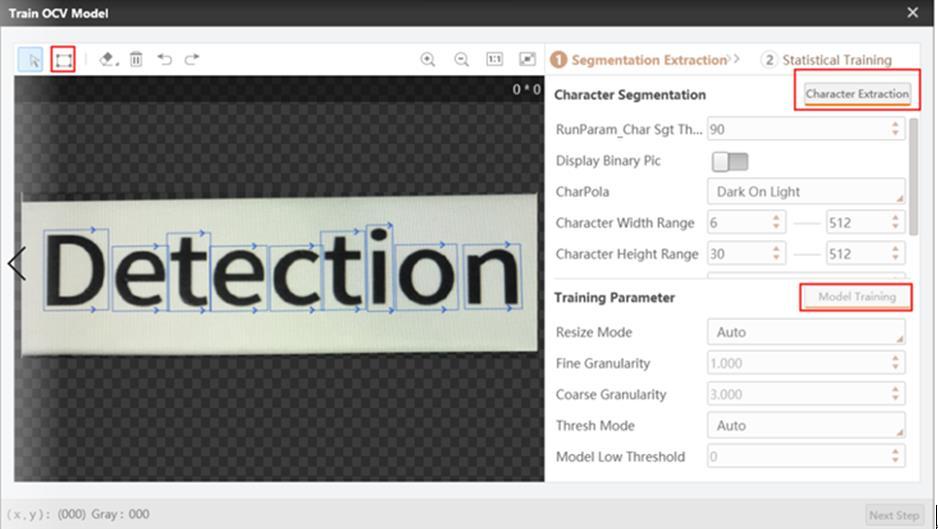 Train OCV Model
1:1
1 Segmentation Extraction >> 2 Statistical Training
0 * 0
Character Segmentation Character Extraction
RunParam_Char Sgt Th... 90
Display Binary Pic
CharPola Dark On Light
Character Width Range 6 512
Character Height Range 30 512
Detection
Training Parameter Model Training
Resize Mode Auto
Fine Granularity 1.000
Coarse Granularity 3.000
Thresh Mode Auto
Model Low Threshold 0
(x,y): (000) Gray: 000
Next Step